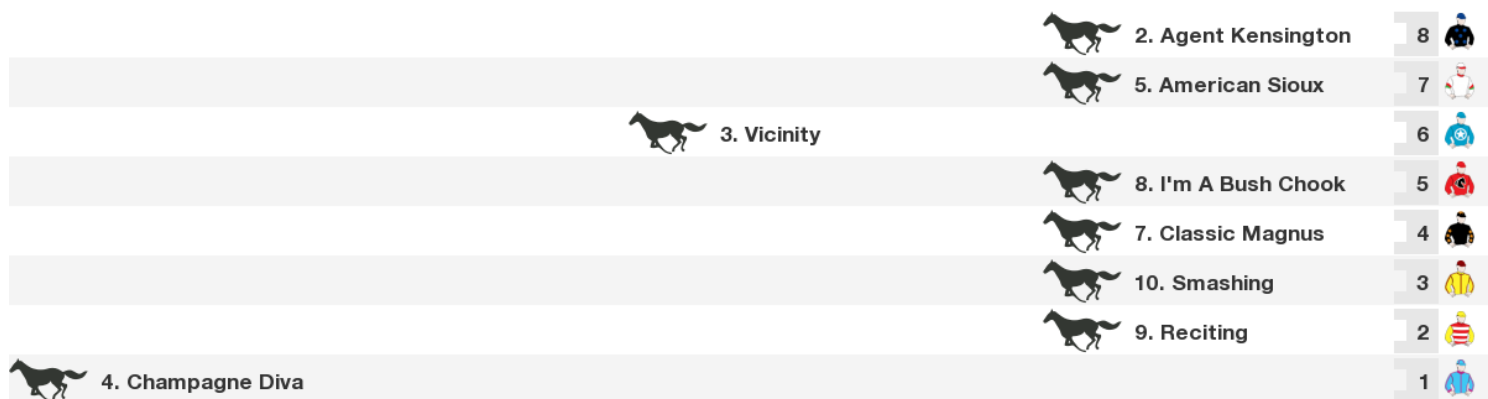 2. Agent Kensington 8
5. American Sioux 7
3. Vicinity 6
8. I'm A Bush Chook 5
7. Classic Magnus 4
10. Smashing 3
9. Reciting 2
4. Champagne Diva 1